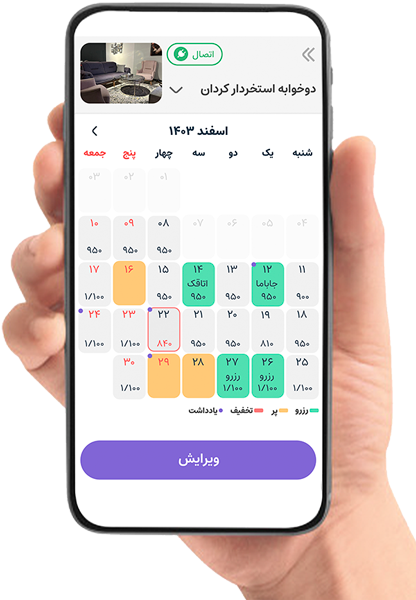 اتصال
دوخوابه استخردار کردان
اسفند ۱۴۰۳
شنبه یک دو سه چهار پنج جمعه
۰۱ ۰۲ ۰۳
۰۴ ۰۵ ۰۶ ۰۷ ۰۸ ۰۹ ۱۰
۹۵۰ ۹۵۰ ۹۵۰
۱۱ ۱۲ ۱۳ ۱۴ ۱۵ ۱۶ ۱۷
جاباما اتاقک
۹۰۰ ۹۵۰ ۹۵۰ ۹۵۰ ۹۵۰ ۱/۱۰۰
۱۸ ۱۹ ۲۰ ۲۱ ۲۲ ۲۳ ۲۴
۹۵۰ ۸۱۰ ۹۵۰ ۹۵۰ ۸۴۰ ۱/۱۰۰ ۱/۱۰۰
۲۵ ۲۶ ۲۷ ۲۸ ۲۹ ۳۰
رزرو رزرو
۱/۱۰۰ ۱/۱۰۰ ۱/۱۰۰ ۱/۱۰۰
رزرو پر تخفیف یادداشت
ویرایش